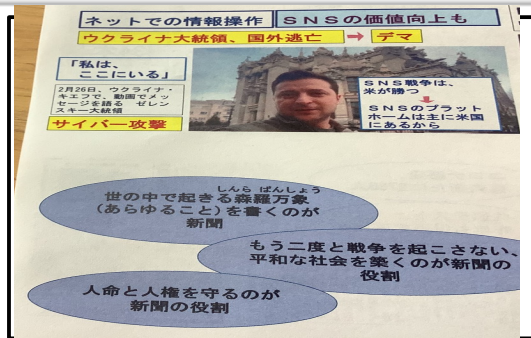 ネットでの情報操作
SNSの価値向上も
ウクライナ大統領、国外逃亡
デマ
「私は、
ここにいる」
2月26日、ウクライナ・
キエフで、動画でメッ
セージを語る ゼレン
スキー大統領
サイバー攻撃
SNS戦争は、
米が勝つ
SNSのプラット
ホームは主に米国
にあるから
しんら ばんしょう
世の中で起きる森羅万象
(あらゆること)を書くのが
新聞
もう二度と戦争を起こさない、
平和な社会を築くのが新聞の
役割
人命と人権を守るのが
新聞の役割